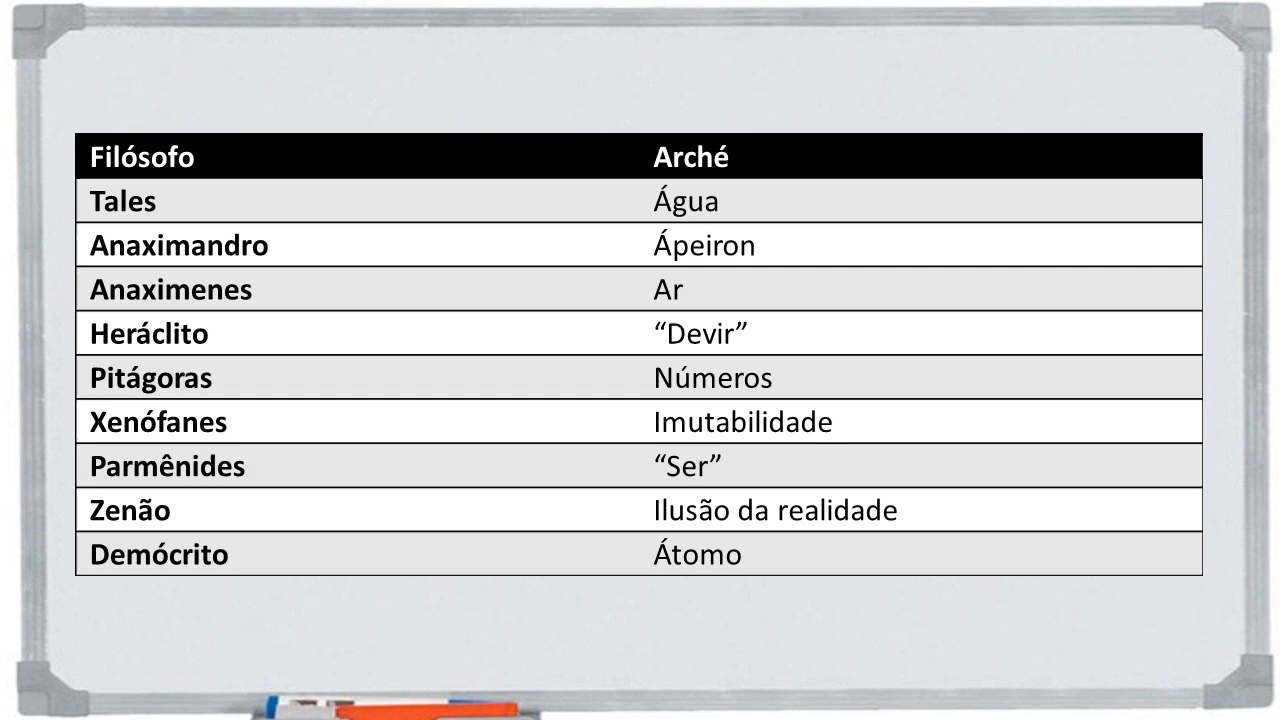 Filósofo Arché
Tales Água
Anaximandro Ápeiron
Anaximenes Ar
Heráclito “Devir”
Pitágoras Números
Xenófanes Imutabilidade
Parmênides “Ser”
Zenão Ilusão da realidade
Demócrito Átomo